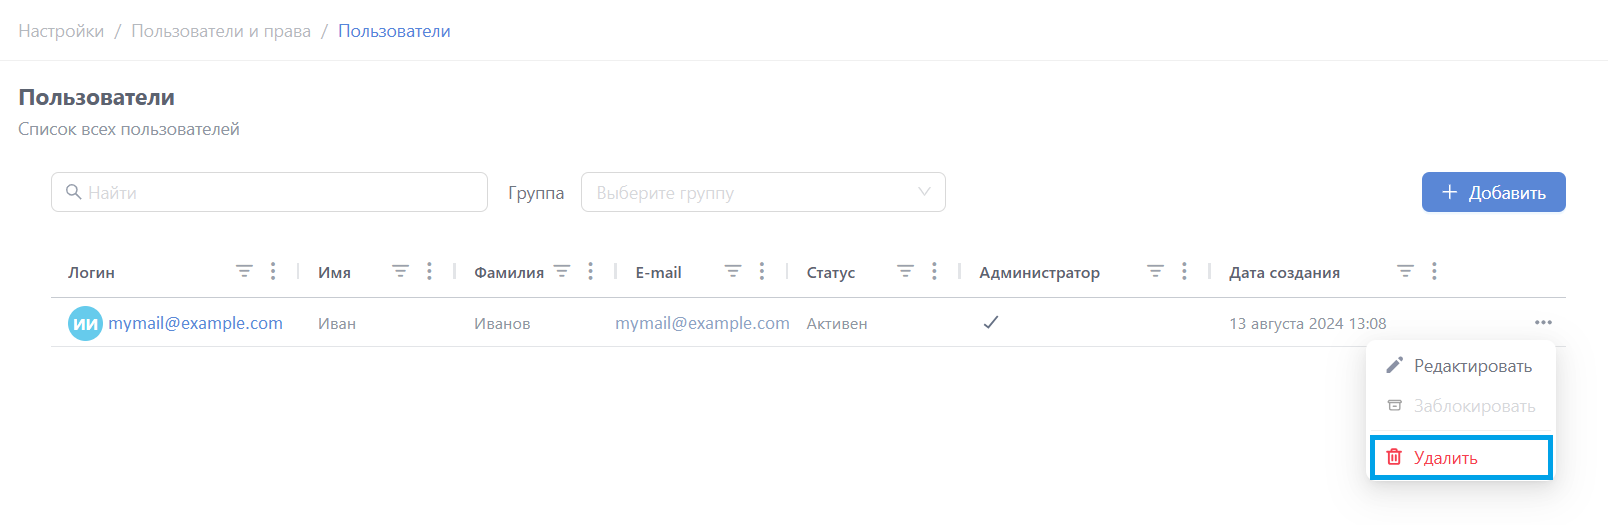 Настройки / Пользователи и права / Пользователи
Пользователи
Список всех пользователей
Найти
Группа
Выберите группу
Добавить
Логин Имя Фамилия E-mail Статус Администратор Дата создания
ИИ mymail@example.com Иван Иванов mymail@example.com Активен 13 августа 2024 13:08
Редактировать
Заблокировать
Удалить